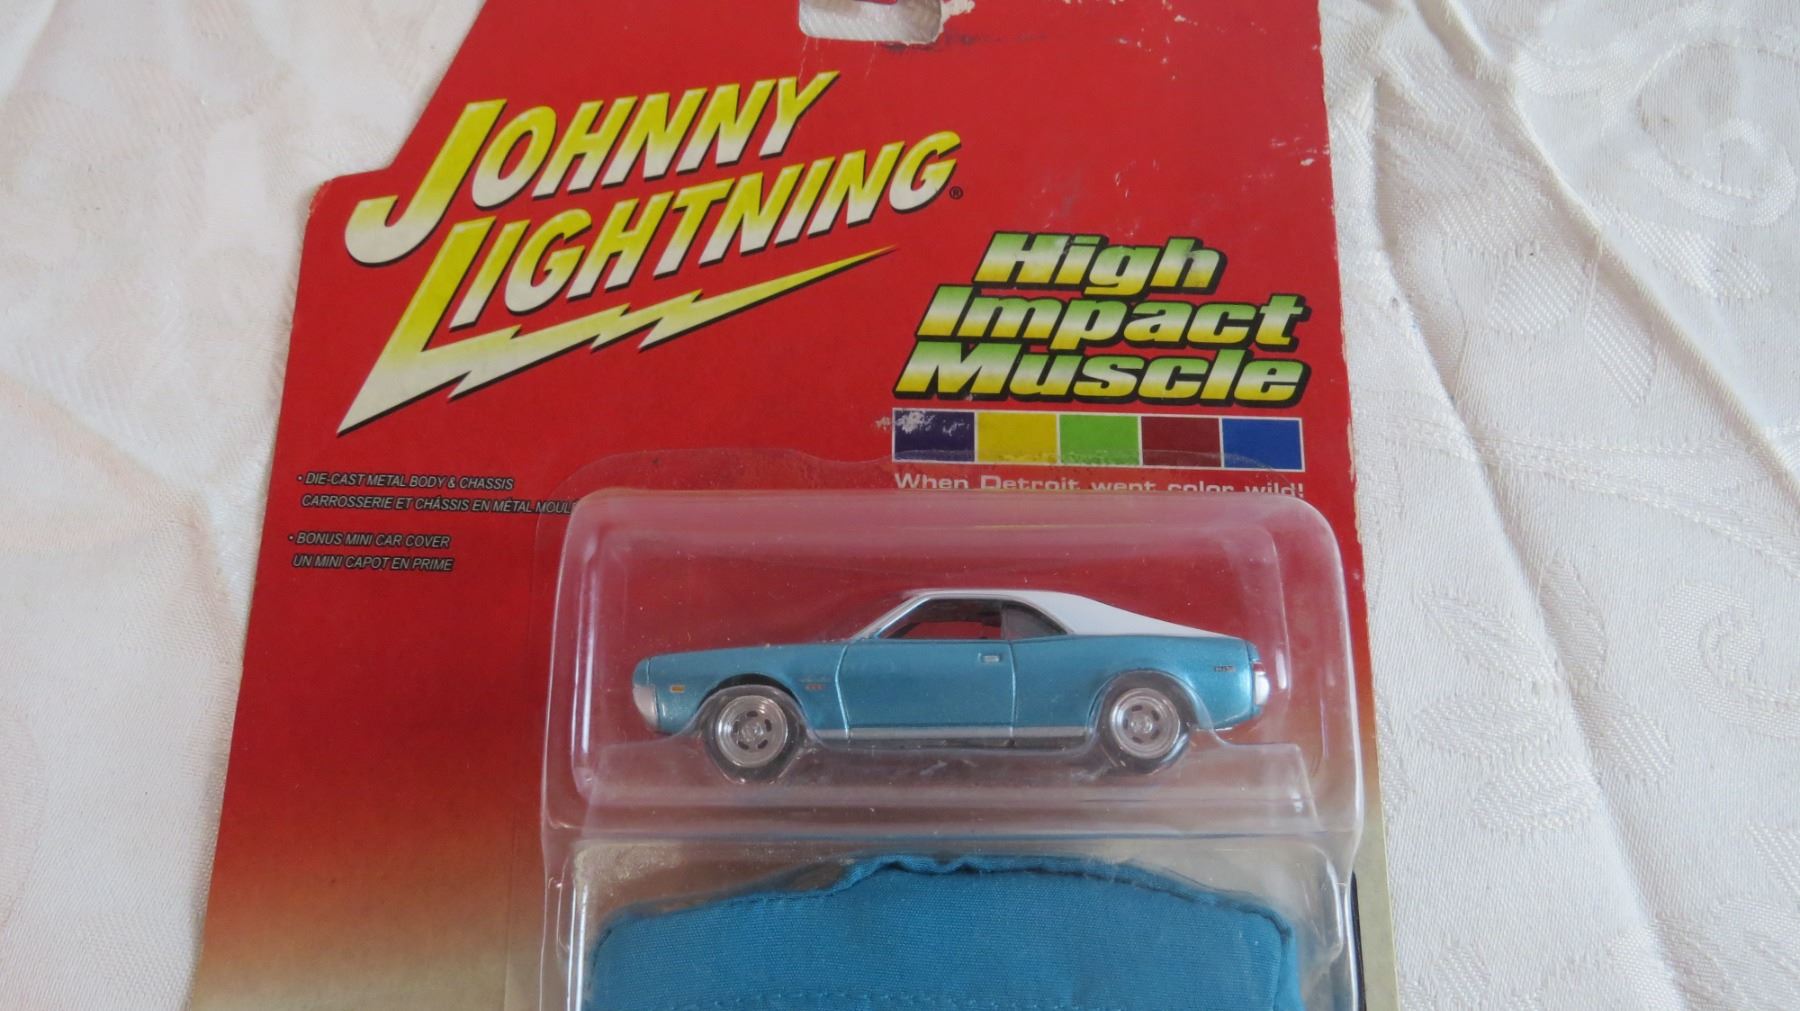 JOHNNY
LIGHTNING®
High
Impact
Muscle
When Detroit went color wild!
• DIE-CAST METAL BODY & CHASSIS
CARROSSERIE ET CHÂSSIS EN MÉTAL MOUL
• BONUS MINI CAR COVER
UN MINI CAPOT EN PRIME